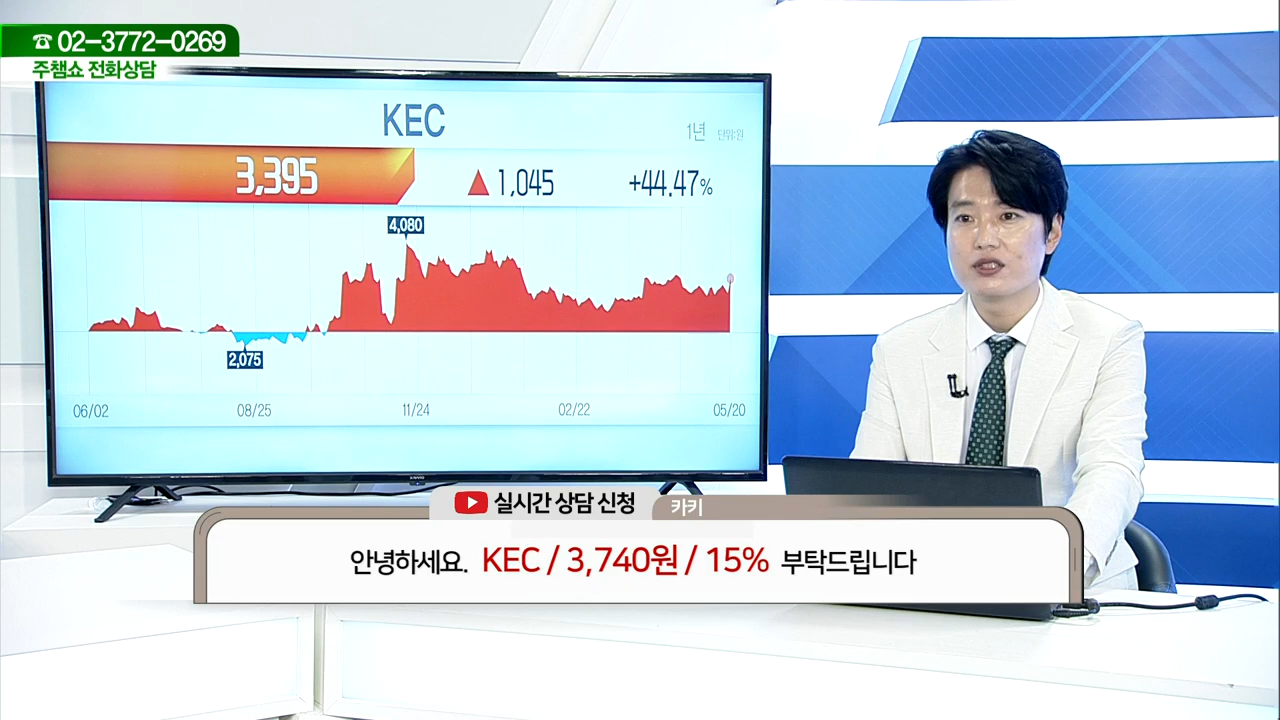 ☎ 02-3772-0269
주챔쇼 전화상담
KEC
1년 단위:원
3,395 ▲ 1,045 +44.47%
4,080
2,075
06/02 08/25 11/24 02/22 05/20
실시간 상담 신청 카키
안녕하세요. KEC / 3,740원 / 15% 부탁드립니다